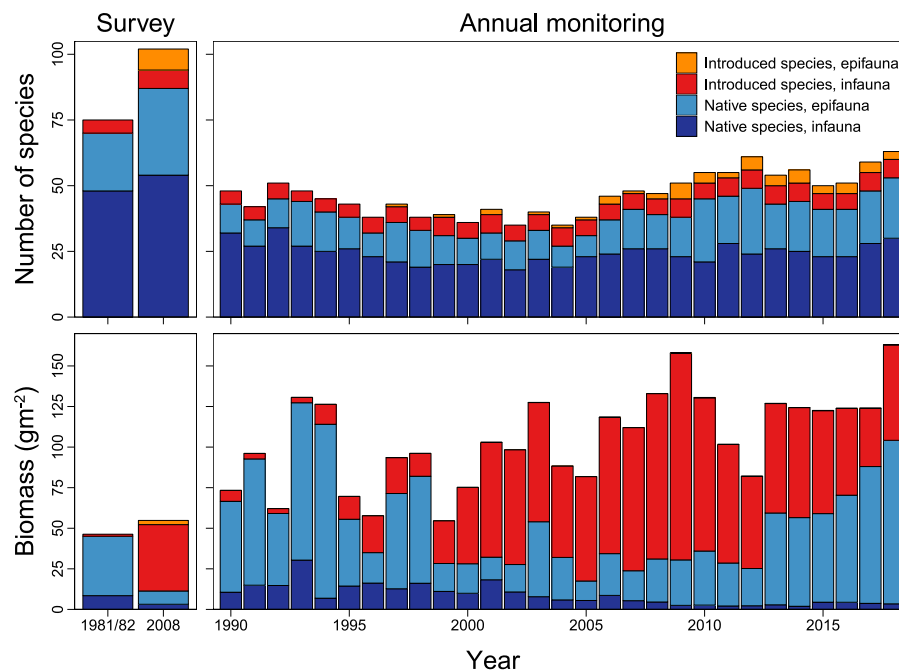 Survey
Annual monitoring
Number of species
0
25
50
75
100
Introduced species, epifauna
Introduced species, infauna
Native species, epifauna
Native species, infauna
Biomass (gm-2)
0
25
50
75
100
125
150
1981/82 2008
1990 1995 2000 2005 2010 2015
Year